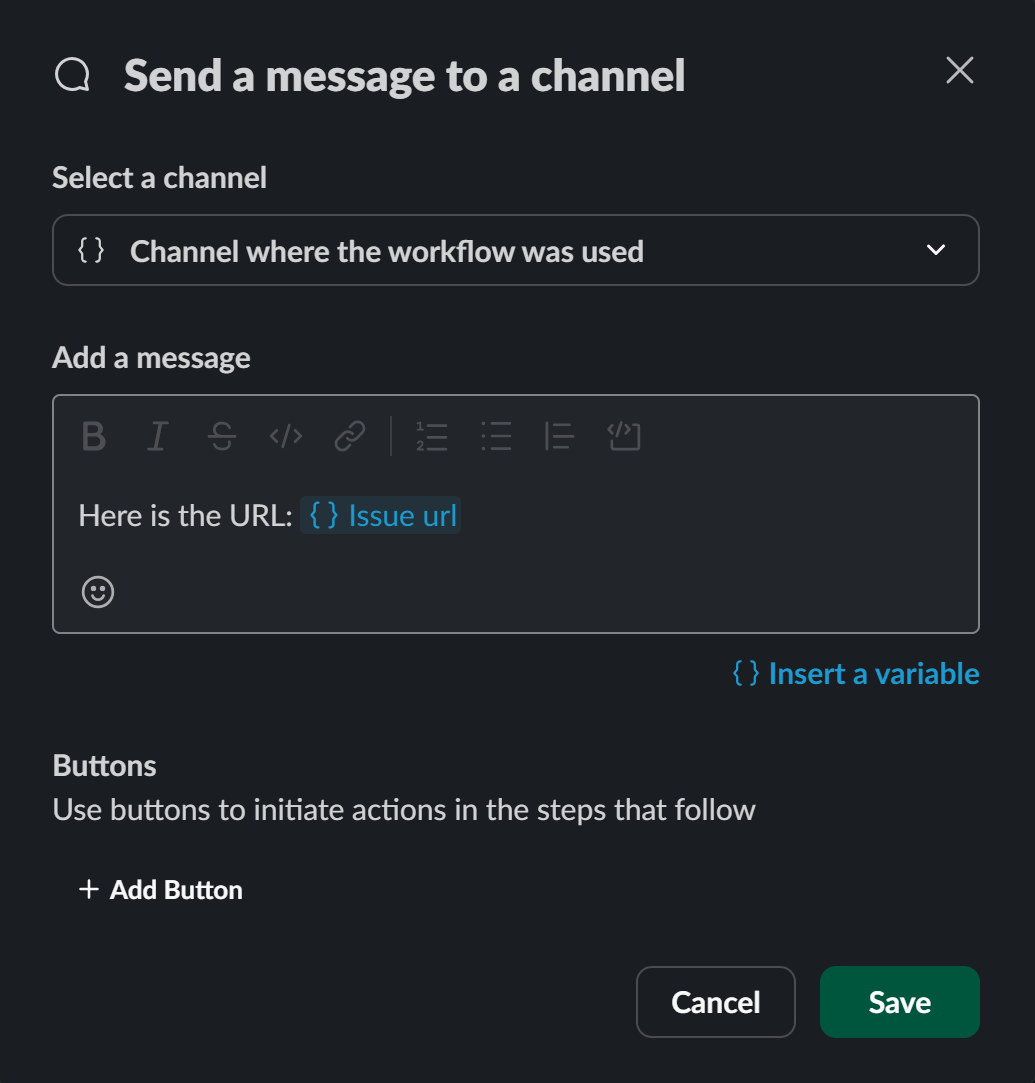 Send a message to a channel
Select a channel
{ } Channel where the workflow was used
Add a message
B I S </>
Here is the URL: { } Issue url
{ } Insert a variable
Buttons
Use buttons to initiate actions in the steps that follow
+ Add Button
Cancel Save